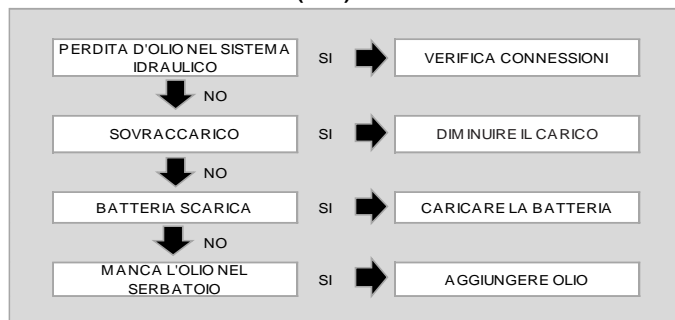 PERDITA D'OLIO NEL SISTEMA
IDRAULICO
SI
VERIFICA CONNESSIONI
NO
SOVRACCARICO
SI
DIMINUIRE IL CARICO
NO
BATTERIA SCARICA
SI
CARICARE LA BATTERIA
NO
MANCA L'OLIO NEL
SERBATOIO
SI
AGGIUNGERE OLIO